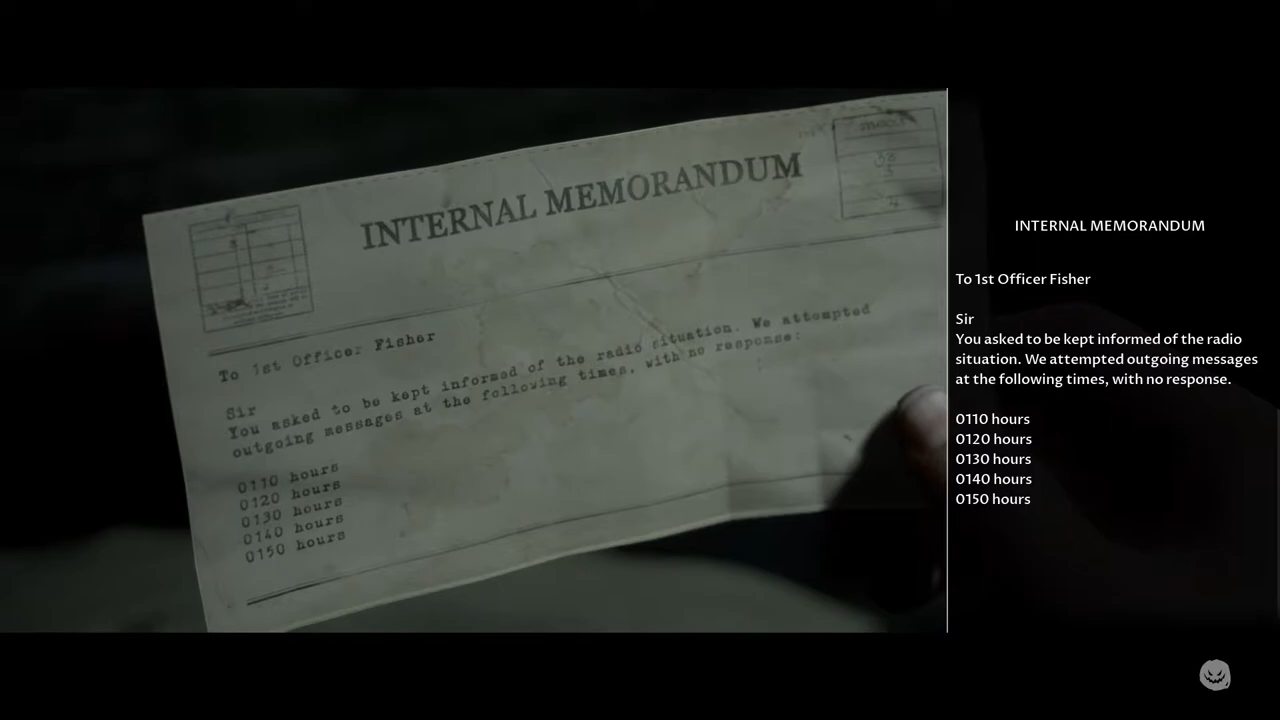 INTERNAL MEMORANDUM
To 1st Officer Fisher
Sir
You asked to be kept informed of the radio situation. We attempted
outgoing messages at the following times, with no response:
0110 hours
0120 hours
0130 hours
0140 hours
0150 hours
INTERNAL MEMORANDUM
To 1st Officer Fisher
Sir
You asked to be kept informed of the radio
situation. We attempted outgoing messages
at the following times, with no response.
0110 hours
0120 hours
0130 hours
0140 hours
0150 hours